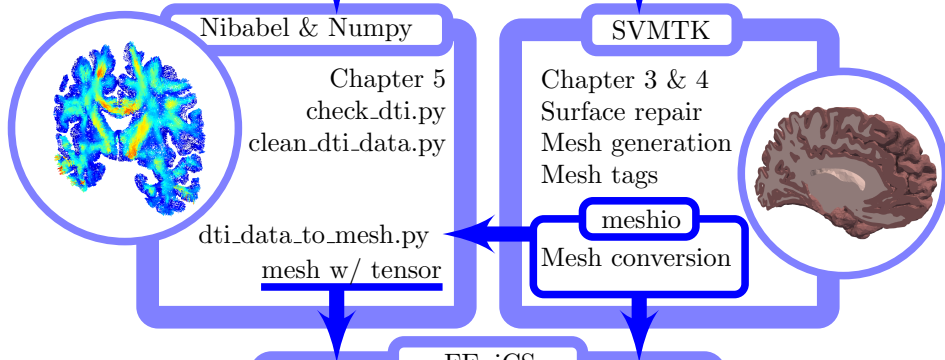 Nibabel & Numpy
Chapter 5
check_dti.py
clean_dti_data.py
dti_data_to_mesh.py
mesh w/ tensor
SVMTK
Chapter 3 & 4
Surface repair
Mesh generation
Mesh tags
meshio
Mesh conversion